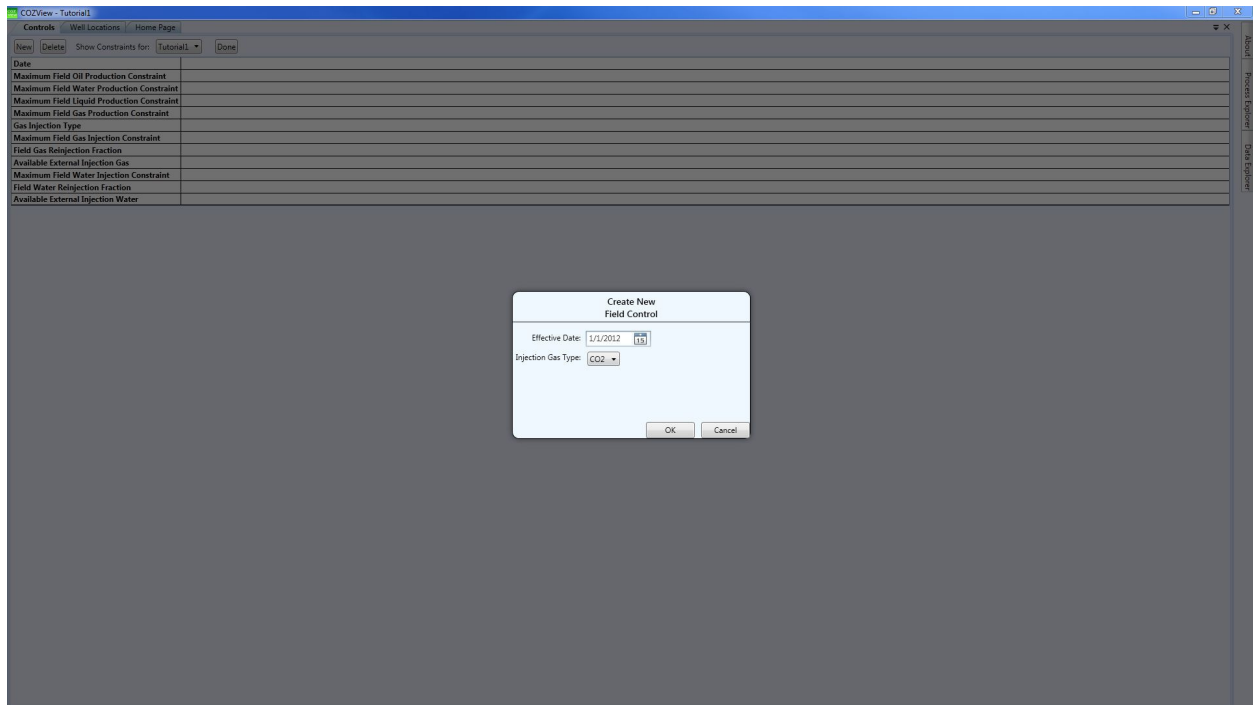 COZView - Tutorial1
Controls Well Locations Home Page
New Delete Show Constraints for: Tutorial1 Done
Date
Maximum Field Oil Production Constraint
Maximum Field Water Production Constraint
Maximum Field Liquid Production Constraint
Maximum Field Gas Production Constraint
Gas Injection Type
Maximum Field Gas Injection Constraint
Field Gas Reinjection Fraction
Available External Injection Gas
Maximum Field Water Injection Constraint
Field Water Reinjection Fraction
Available External Injection Water
Create New
Field Control
Effective Date: 1/1/2012 15
Injection Gas Type: CO2
OK Cancel
About
Process Explorer
Data Explorer